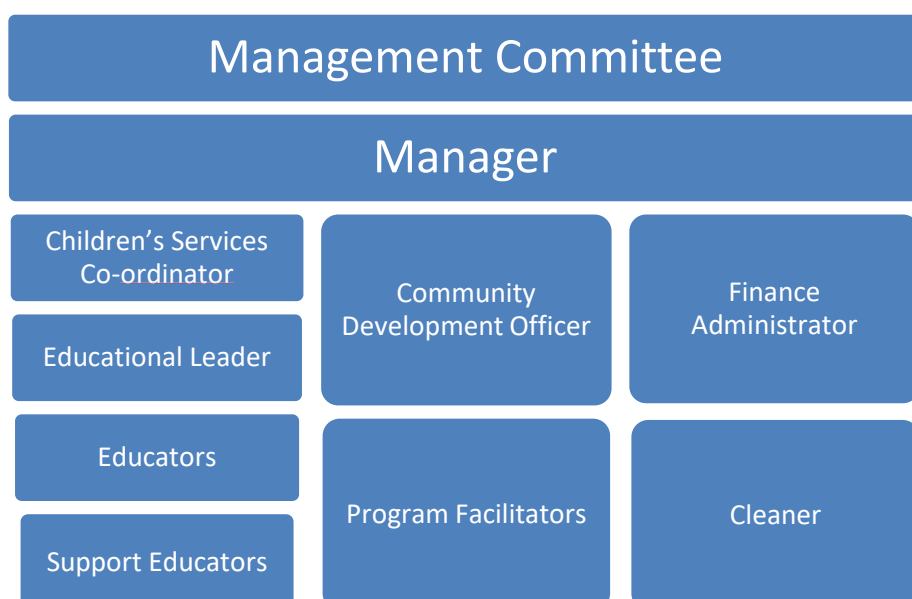 Management Committee
Manager
Children’s Services
Co-ordinator
Educational Leader
Educators
Support Educators
Community
Development Officer
Program Facilitators
Finance
Administrator
Cleaner